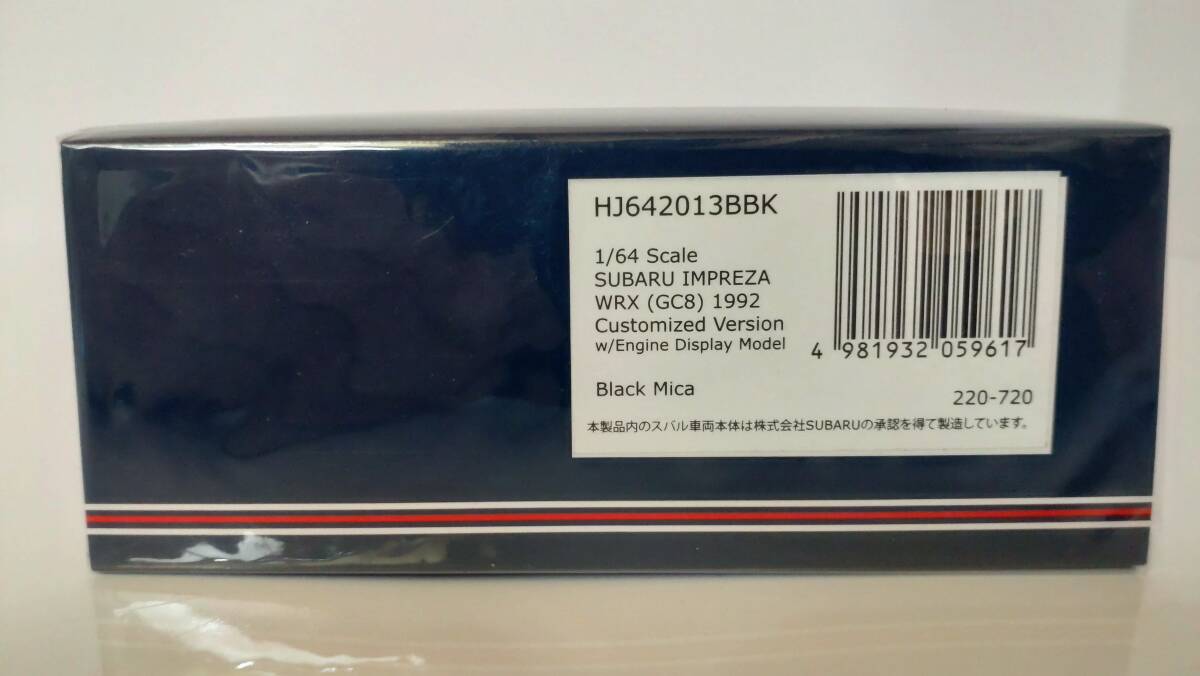 HJ642013BBK
1/64 Scale
SUBARU IMPREZA
WRX (GC8) 1992
Customized Version
w/Engine Display Model
4 981932 059617
Black Mica
220-720
本製品内のスバル車両本体は株式会社SUBARUの承認を得て製造しています。